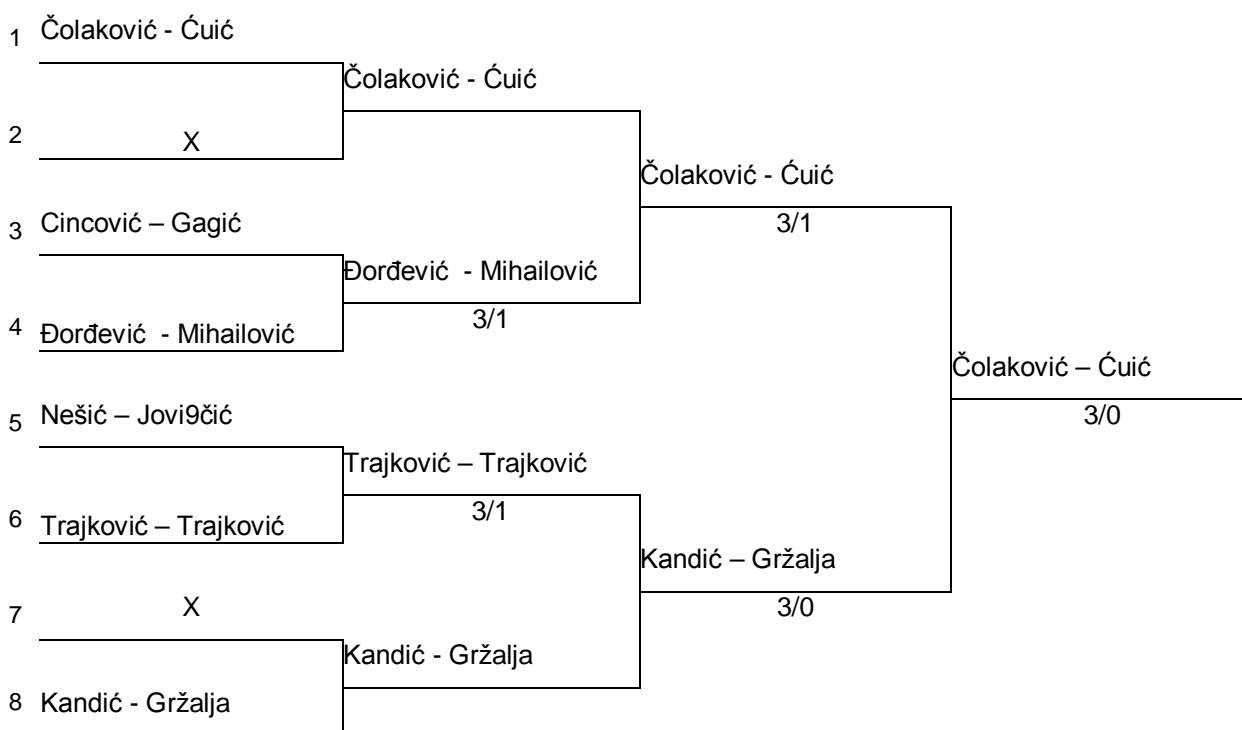 1 Čolaković - Ćuić
Čolaković - Ćuić
2 X
Čolaković - Ćuić
3 Cincović – Gagić
3/1
Đorđević  - Mihailović
4 Đorđević  - Mihailović
3/1
Čolaković – Ćuić
5 Nešić – Jovi9čić
3/0
Trajković – Trajković
6 Trajković – Trajković
3/1
Kandić – Gržalja
7 X
3/0
Kandić - Gržalja
8 Kandić - Gržalja